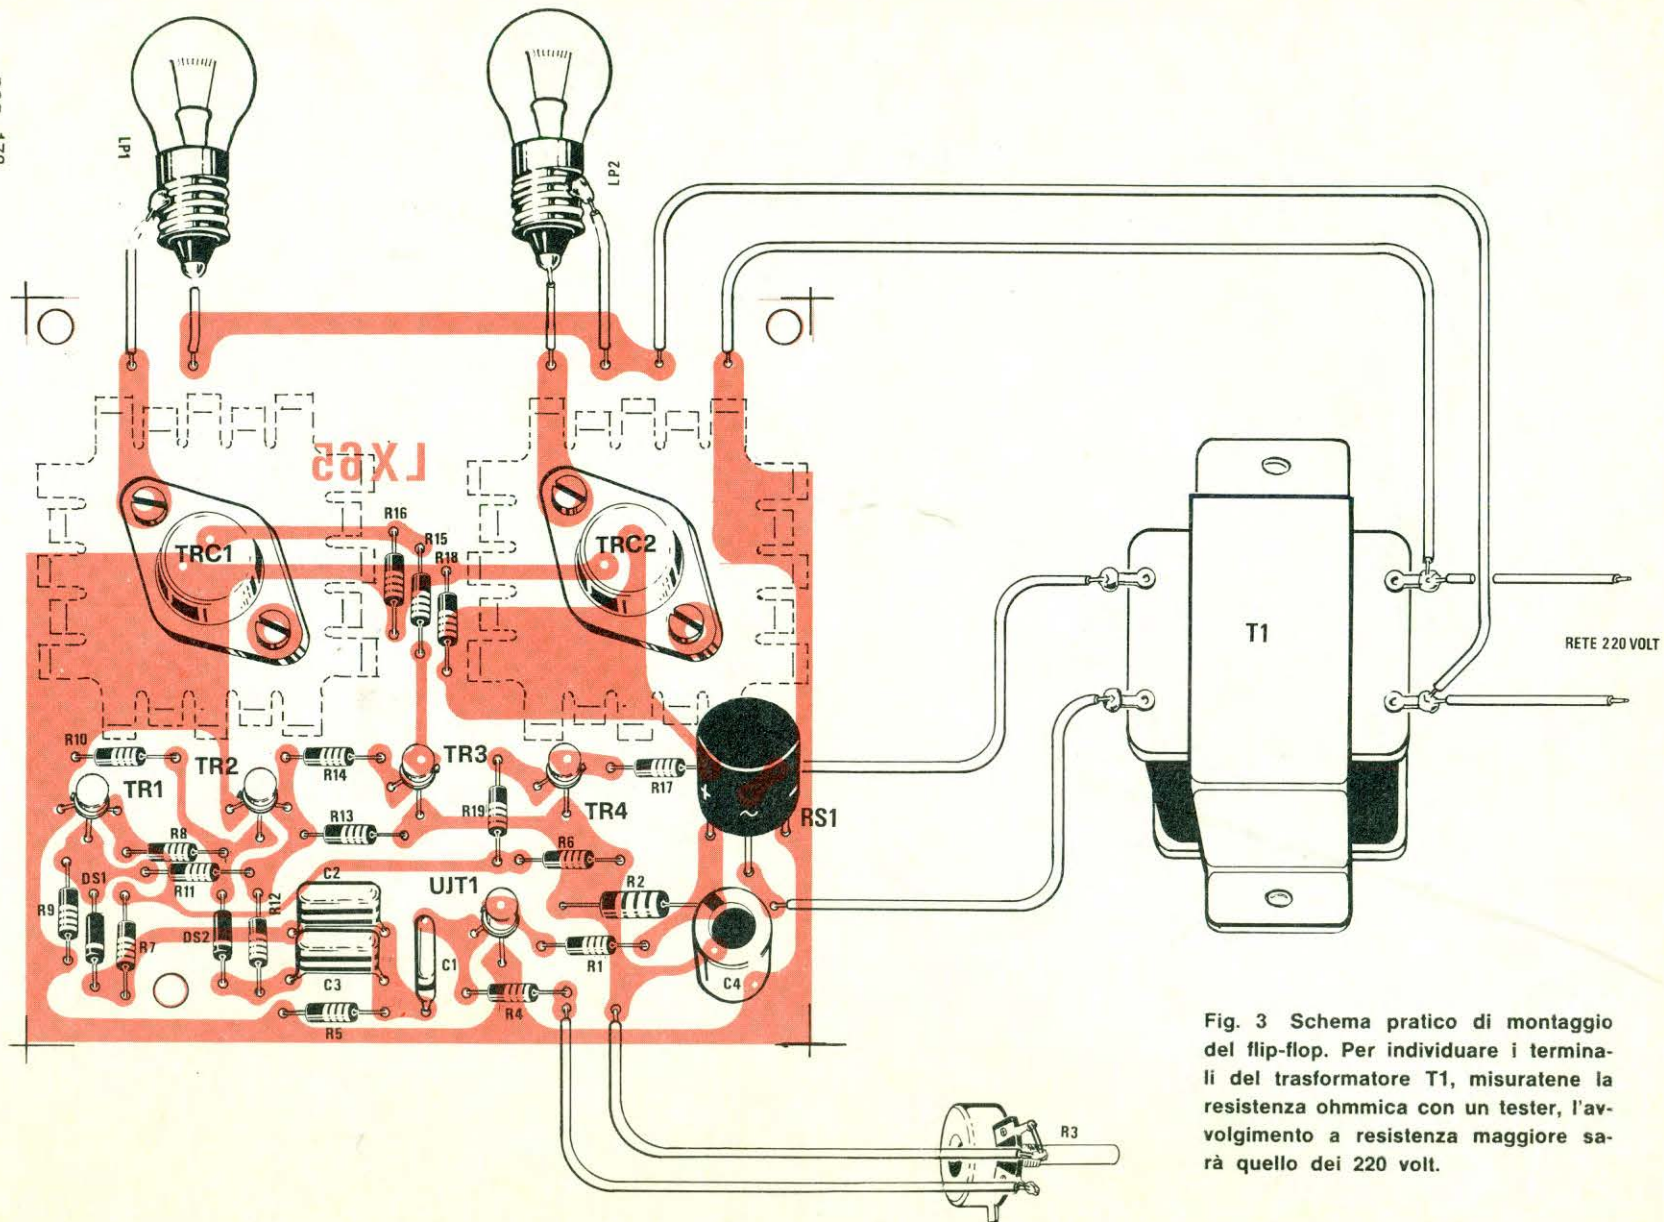 LP1
LP2
LX65
R16
R15
R18
TRC1
TRC2
T1
RETE 220 VOLT
R10
TR1
TR2
R14
TR3
R19
TR4
R17
+
~
-
RS1
R13
R8
R11
R6
DS1
R9
R7
DS2
R12
C2
C3
UJT1
C1
R2
R1
C4
R4
R5
R3
Fig. 3 Schema pratico di montaggio
del flip-flop. Per individuare i termina-
li del trasformatore T1, misuratene la
resistenza ohmmica con un tester, l'av-
volgimento a resistenza maggiore sa-
rà quello dei 220 volt.